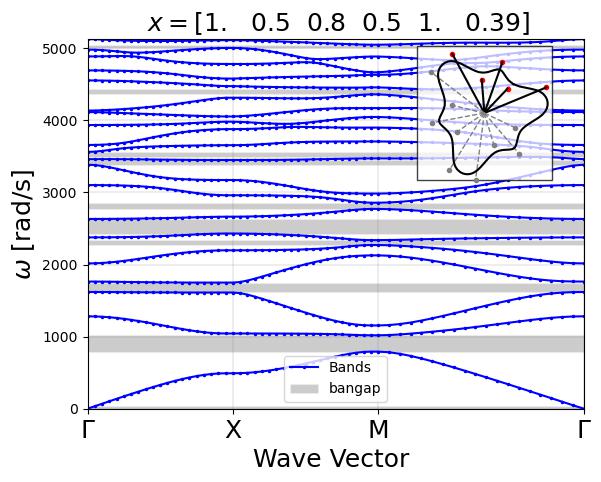 x = [1. 0.5 0.8 0.5 1. 0.39]
5000
4000
3000
2000
1000
0
ω [rad/s]
Bands
bangap
Γ X M Γ
Wave Vector